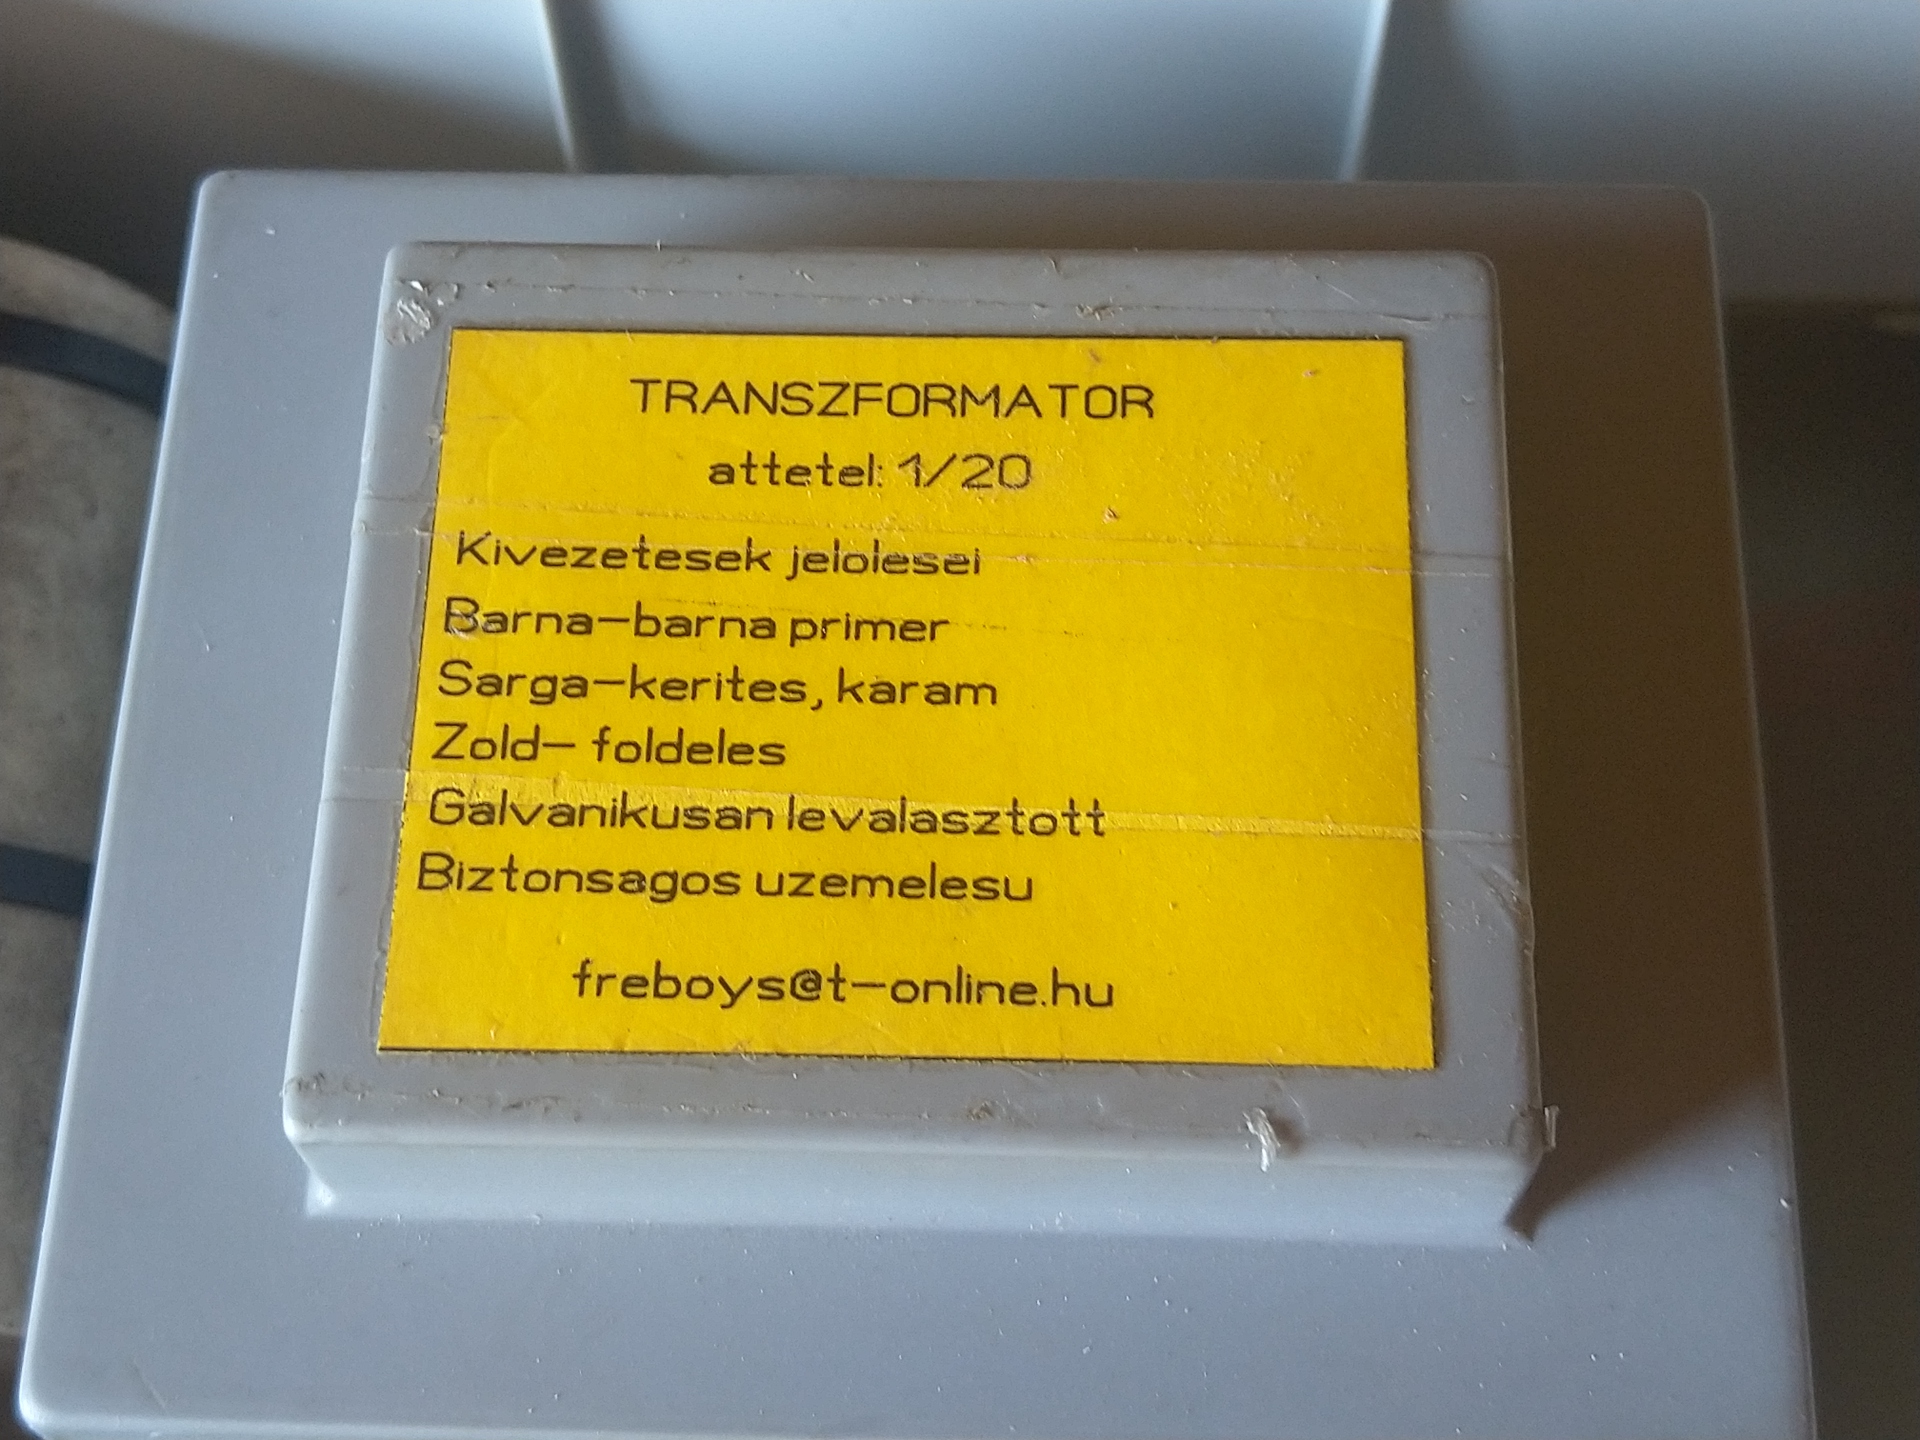 TRANSZFORMATOR
attetel: 1/20
Kivezetesek jelolesei
Barna-barna primer
Sarga-kerites, karam
Zold- foldeles
Galvanikusan levalasztott
Biztonsagos uzemelesu
freboys@t-online.hu